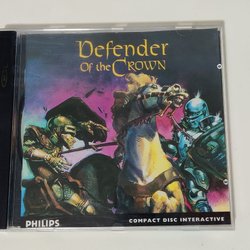 Defender
Of the CROWN
PHILIPS
COMPACT DISC INTERACTIVE